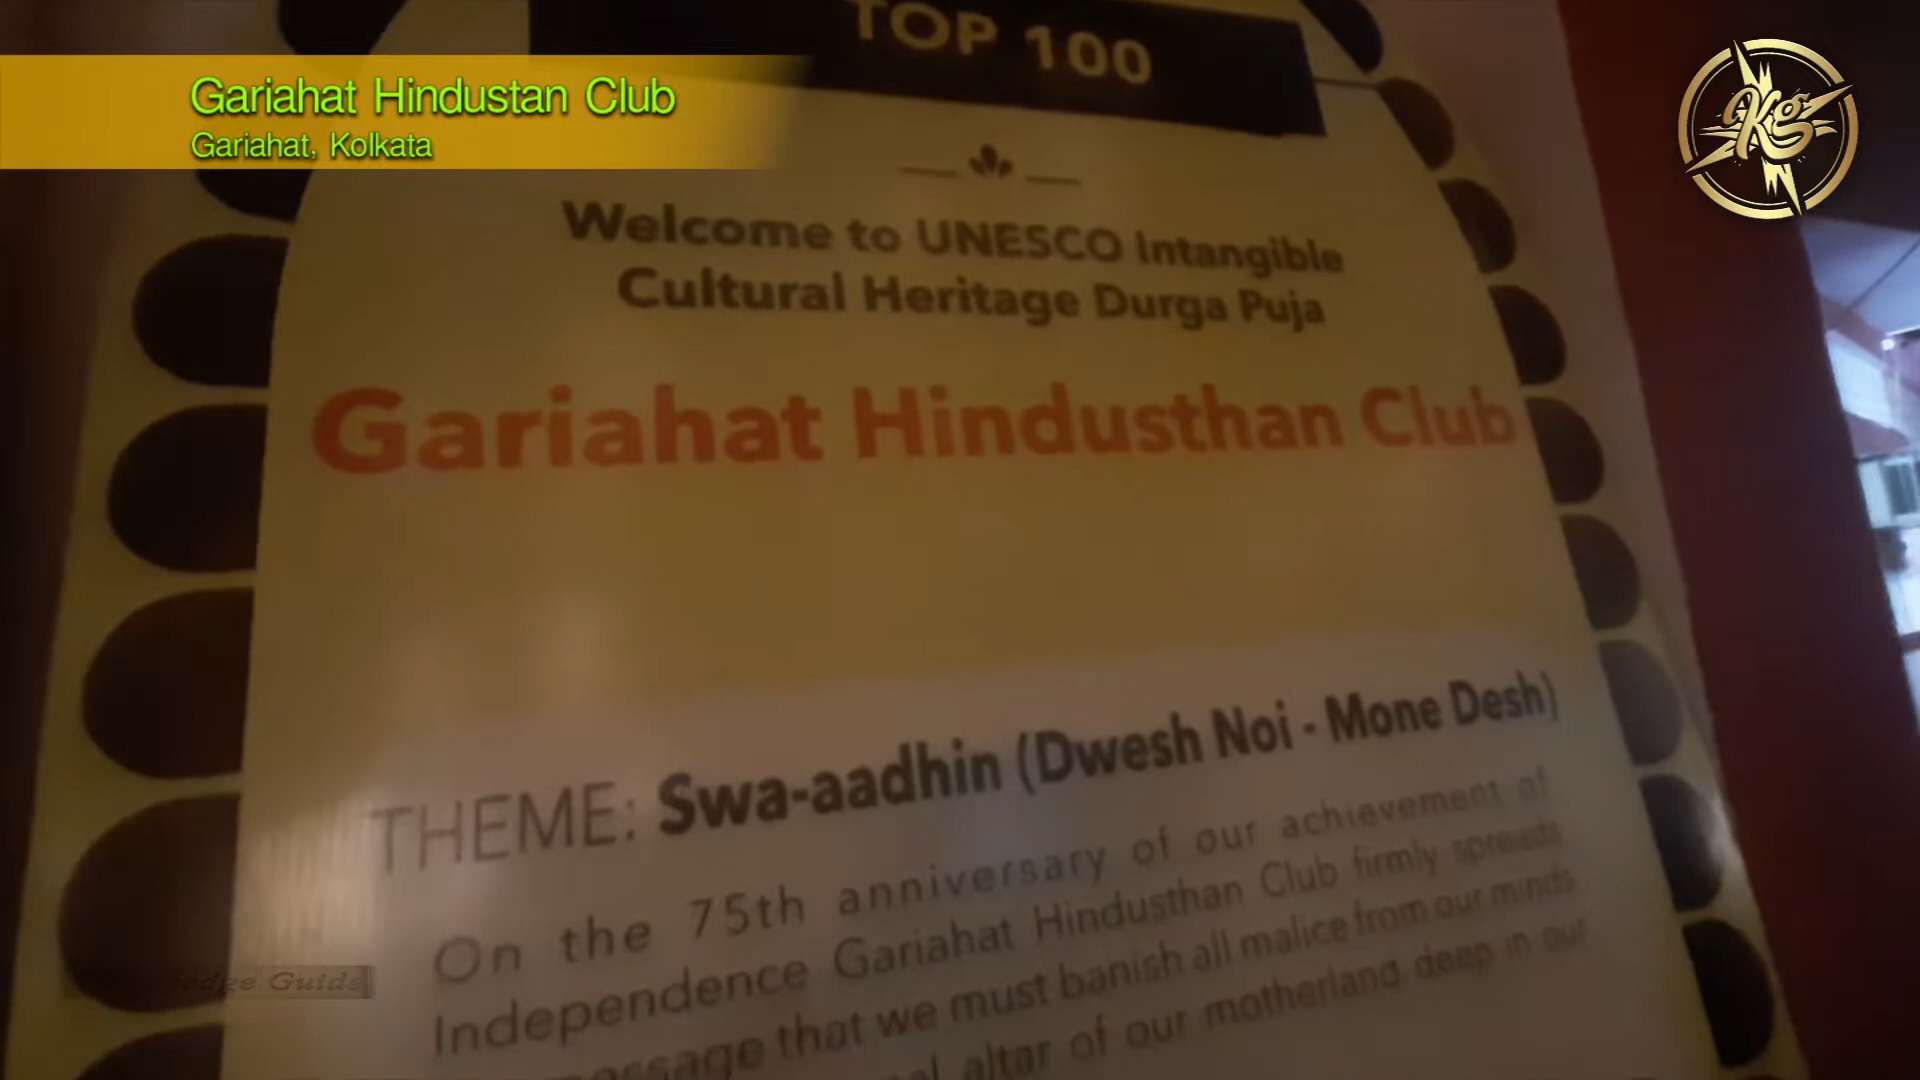 TOP 100
Gariahat Hindustan Club
Gariahat, Kolkata
Kg
Welcome to UNESCO Intangible
Cultural Heritage Durga Puja
Gariahat Hindusthan Club
THEME: Swa-aadhin (Dwesh Noi - Mone Desh)
On the 75th anniversary of our achievement of
Independence Gariahat Hindusthan Club firmly spreads
that we must banish all malice from our minds
altar of our motherland deep in our
Guide